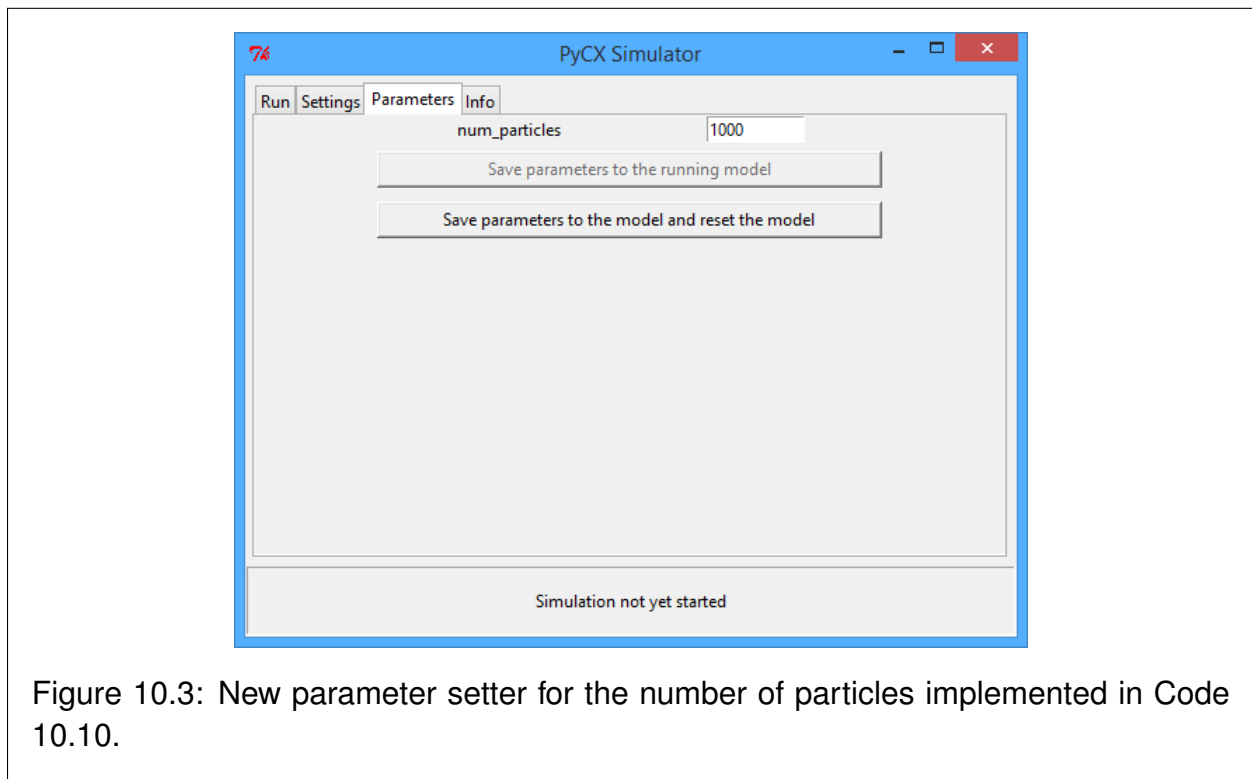 PyCX Simulator
Run Settings Parameters Info
num_particles 1000
Save parameters to the running model
Save parameters to the model and reset the model
Simulation not yet started
Figure 10.3: New parameter setter for the number of particles implemented in Code
10.10.